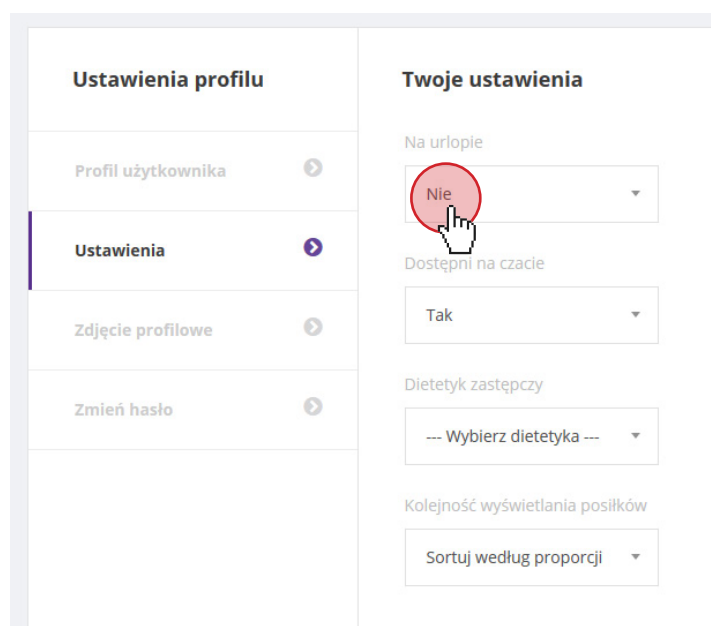 Ustawienia profilu
Profil użytkownika
Ustawienia
Zdjęcie profilowe
Zmień hasło
Twoje ustawienia
Na urlopie
Nie
Dostępni na czacie
Tak
Dietetyk zastępczy
--- Wybierz dietetyka ---
Kolejność wyświetlania posiłków
Sortuj według proporcji